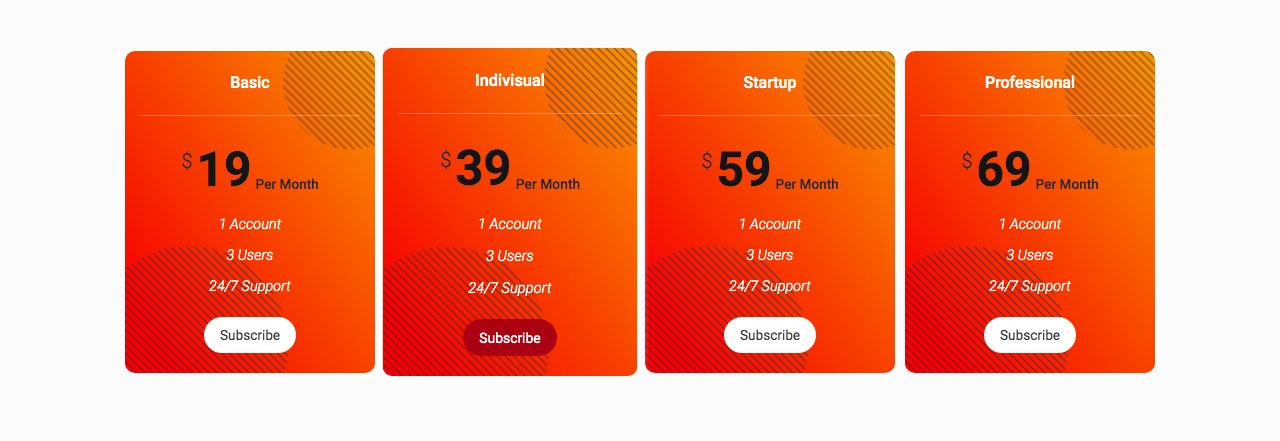 Basic
$ 19 Per Month
1 Account
3 Users
24/7 Support
Subscribe
Indivisual
$ 39 Per Month
1 Account
3 Users
24/7 Support
Subscribe
Startup
$ 59 Per Month
1 Account
3 Users
24/7 Support
Subscribe
Professional
$ 69 Per Month
1 Account
3 Users
24/7 Support
Subscribe